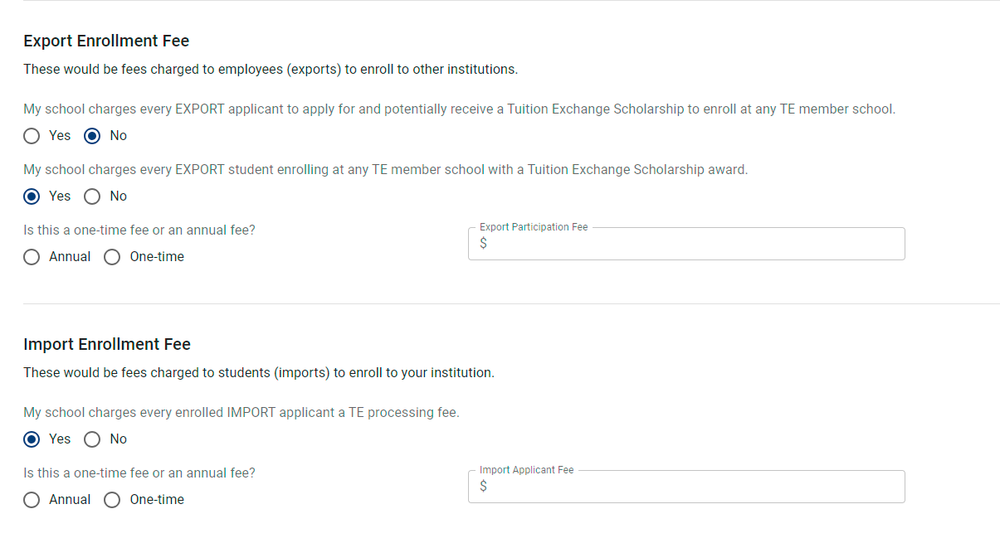 Export Enrollment Fee
These would be fees charged to employees (exports) to enroll to other institutions.
My school charges every EXPORT applicant to apply for and potentially receive a Tuition Exchange Scholarship to enroll at any TE member school.
Yes No
My school charges every EXPORT student enrolling at any TE member school with a Tuition Exchange Scholarship award.
Yes No
Is this a one-time fee or an annual fee?
Annual One-time
Export Participation Fee
$
Import Enrollment Fee
These would be fees charged to students (imports) to enroll to your institution.
My school charges every enrolled IMPORT applicant a TE processing fee.
Yes No
Is this a one-time fee or an annual fee?
Annual One-time
Import Applicant Fee
$